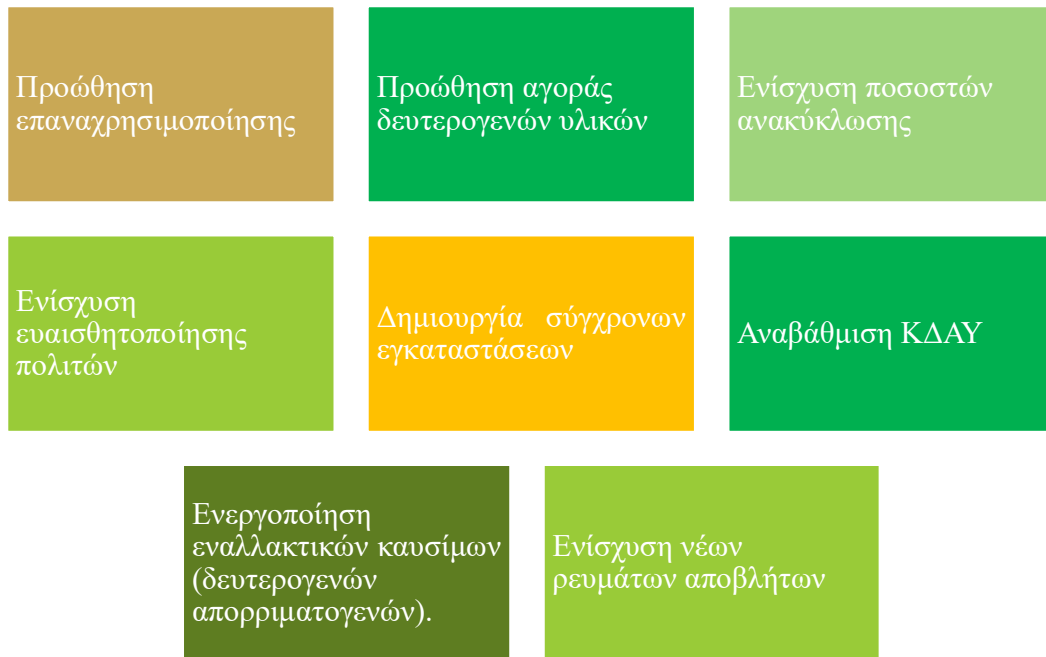 Προώθηση
επαναχρησιμοποίησης
Προώθηση αγοράς
δευτερογενών υλικών
Ενίσχυση ποσοστών
ανακύκλωσης
Ενίσχυση
ευαισθητοποίησης
πολιτών
Δημιουργία σύγχρονων
εγκαταστάσεων
Αναβάθμιση ΚΔΑΥ
Ενεργοποίηση
εναλλακτικών καυσίμων
(δευτερογενών
απορριματογενών).
Ενίσχυση νέων
ρευμάτων αποβλήτων